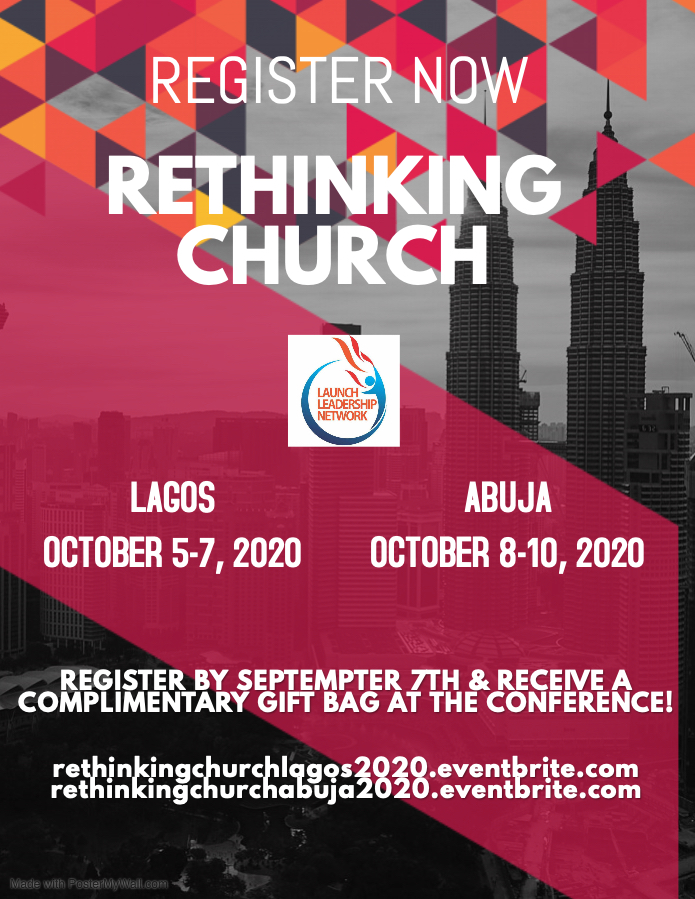 REGISTER NOW
RETHINKING
CHURCH
LAUNCH
LEADERSHIP
NETWORK
LAGOS
OCTOBER 5-7, 2020
ABUJA
OCTOBER 8-10, 2020
REGISTER BY SEPTEMPTER 7TH & RECEIVE A
COMPLIMENTARY GIFT BAG AT THE CONFERENCE!
rethinkingchurchlagos2020.eventbrite.com
rethinkingchurchabuja2020.eventbrite.com
Made with PosterMyWall.com